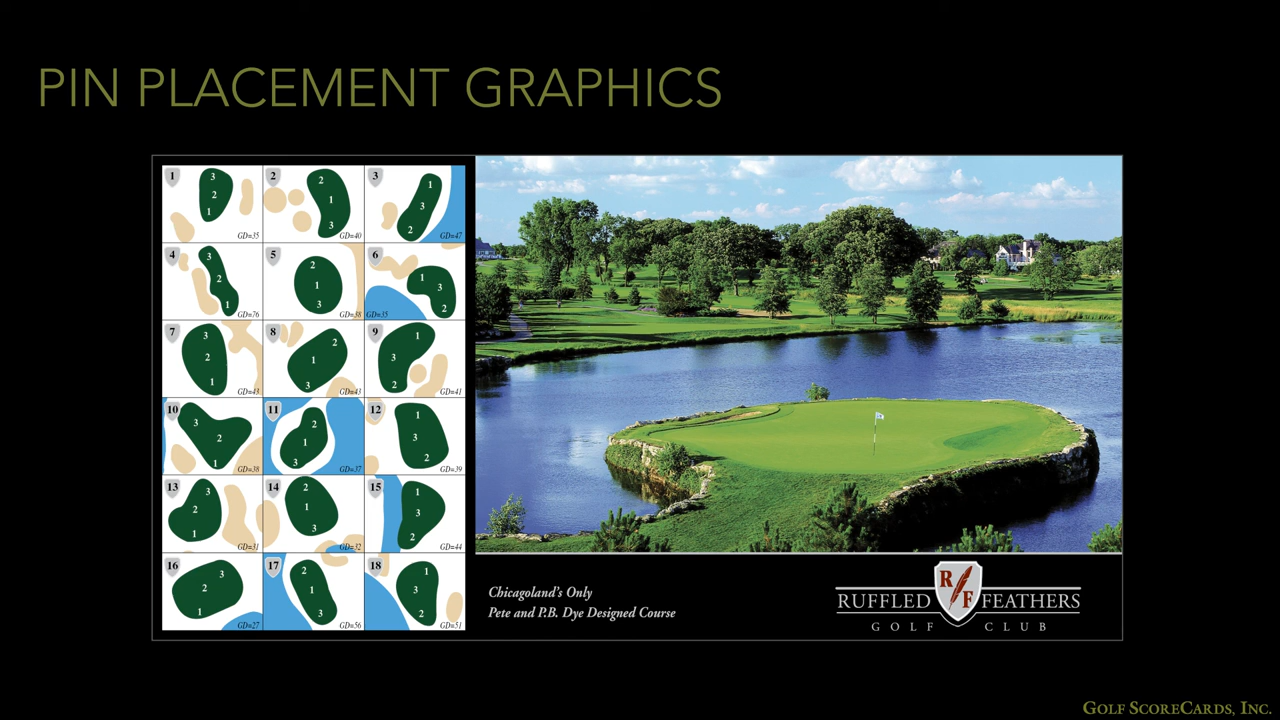 PIN PLACEMENT GRAPHICS
1 3 2 1 GD=35
2 2 1 3 GD=40
3 1 3 2 GD=47
4 3 2 1 GD=76
5 2 1 3 GD=38
6 1 3 2 GD=35
7 3 2 1 GD=43
8 2 1 3 GD=43
9 1 3 2 GD=41
10 3 2 1 GD=38
11 2 1 3 GD=37
12 1 3 2 GD=39
13 3 2 1 GD=31
14 2 1 3 GD=32
15 1 3 2 GD=44
16 3 2 1 GD=27
17 2 1 3 GD=56
18 1 3 2 GD=51
Chicagoland's Only
Pete and P.B. Dye Designed Course
R F
RUFFLED FEATHERS
GOLF CLUB
GOLF SCORECARDS, INC.